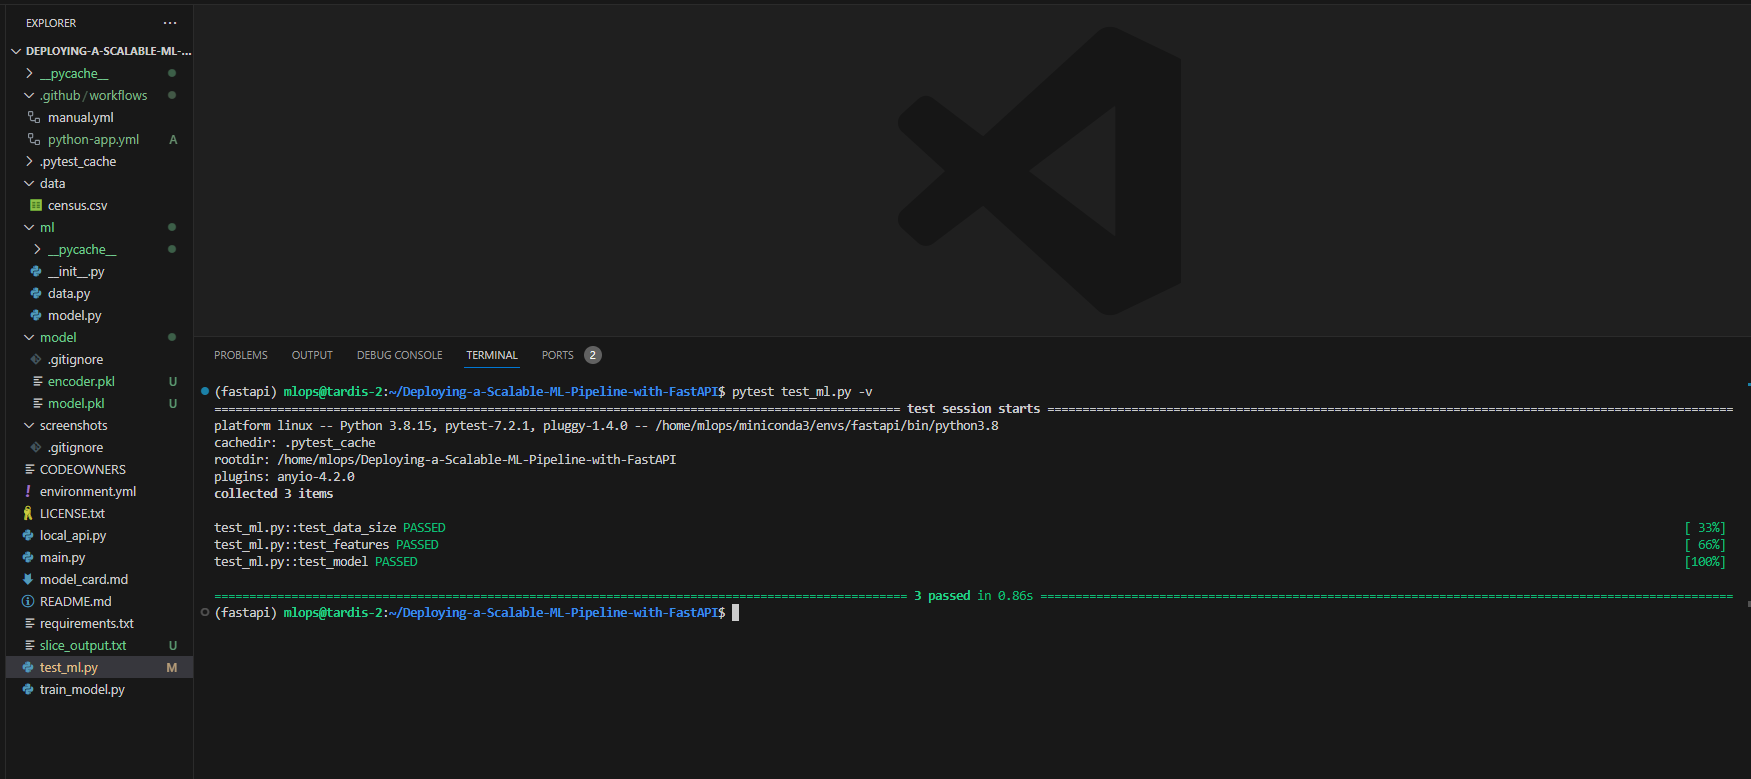 EXPLORER ...
DEPLOYING-A-SCALABLE-ML-...
__pycache__
.github / workflows
manual.yml
python-app.yml A
.pytest_cache
data
census.csv
ml
__pycache__
__init__.py
data.py
model.py
model
.gitignore
encoder.pkl U
model.pkl U
screenshots
.gitignore
CODEOWNERS
environment.yml
LICENSE.txt
local_api.py
main.py
model_card.md
README.md
requirements.txt
slice_output.txt U
test_ml.py M
train_model.py
PROBLEMS OUTPUT DEBUG CONSOLE TERMINAL PORTS 2
(fastapi) mlops@tardis-2:~/Deploying-a-Scalable-ML-Pipeline-with-FastAPI$ pytest test_ml.py -v
=== test session starts ===
platform linux -- Python 3.8.15, pytest-7.2.1, pluggy-1.4.0 -- /home/mlops/miniconda3/envs/fastapi/bin/python3.8
cachedir: .pytest_cache
rootdir: /home/mlops/Deploying-a-Scalable-ML-Pipeline-with-FastAPI
plugins: anyio-4.2.0
collected 3 items
test_ml.py::test_data_size PASSED [ 33%]
test_ml.py::test_features PASSED [ 66%]
test_ml.py::test_model PASSED [100%]
=== 3 passed in 0.86s ===
(fastapi) mlops@tardis-2:~/Deploying-a-Scalable-ML-Pipeline-with-FastAPI$